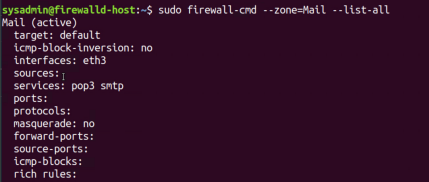 sysadmin@firewalld-host:~$ sudo firewall-cmd --zone=Mail --list-all
Mail (active)
  target: default
  icmp-block-inversion: no
  interfaces: eth3
  sources:
  services: pop3 smtp
  ports:
  protocols:
  masquerade: no
  forward-ports:
  source-ports:
  icmp-blocks:
  rich rules: